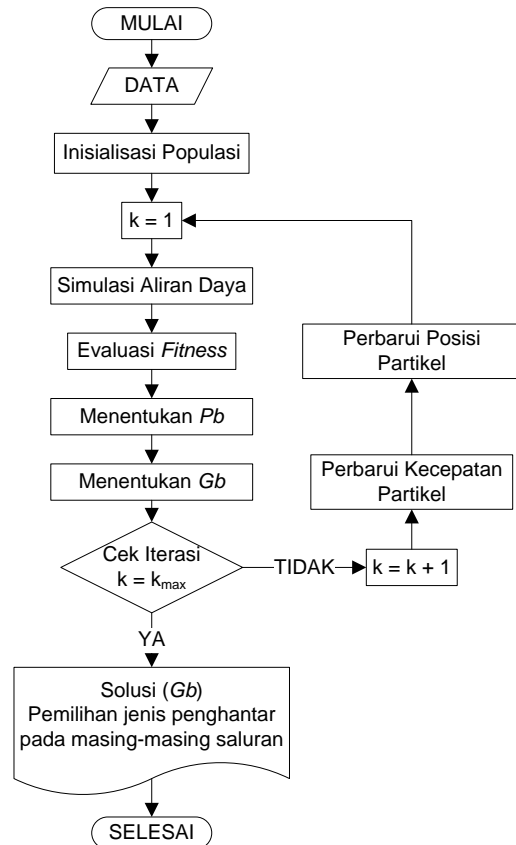 MULAI
DATA
Inisialisasi Populasi
k = 1
Simulasi Aliran Daya
Evaluasi Fitness
Menentukan Pb
Menentukan Gb
Cek Iterasi
k = kmax
TIDAK
k = k + 1
Perbarui Kecepatan
Partikel
Perbarui Posisi
Partikel
YA
Solusi (Gb)
Pemilihan jenis penghantar
pada masing-masing saluran
SELESAI